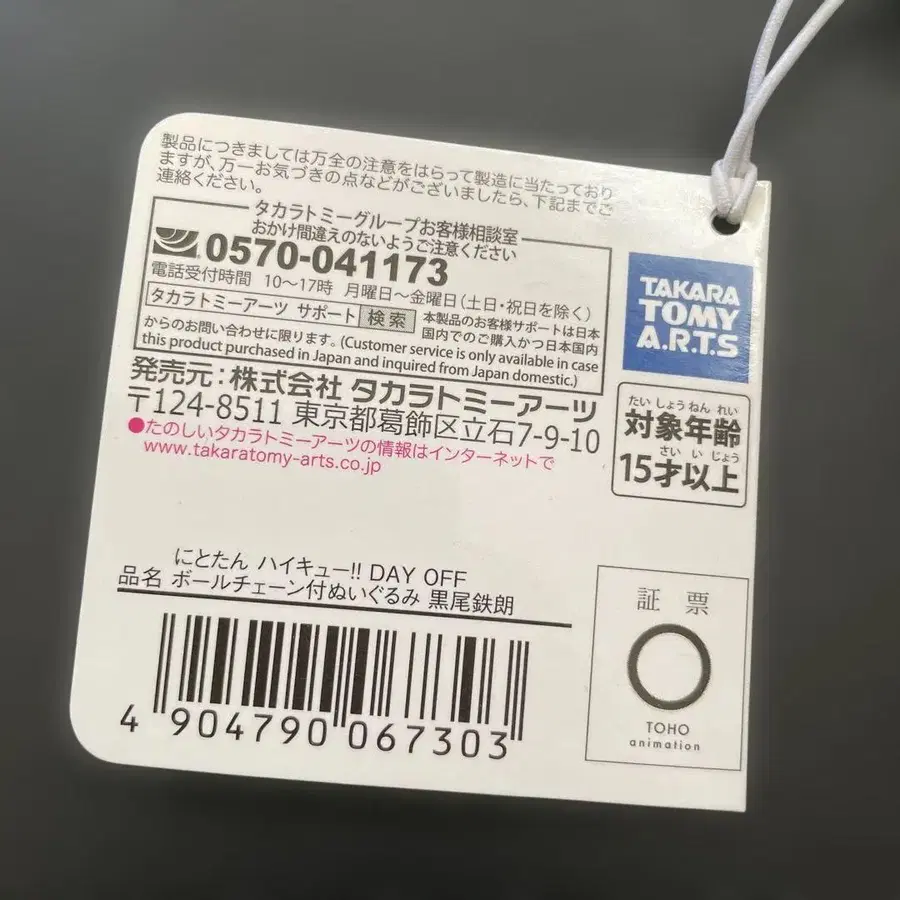 製品につきましては万全の注意をはらって製造に当たっており
ますが、万一お気づきの点などがございましたら、下記までご
連絡ください。
タカラトミーグループお客様相談室
おかけ間違えのないようご注意ください
0570-041173
電話受付時間 10〜17時 月曜日〜金曜日(土日・祝日を除く)
タカラトミーアーツ サポート 検索
本製品のお客様サポートは日本
国内でのご購入かつ日本国内
からのお問い合わせに限ります。(Customer service is only available in case
this product purchased in Japan and inquired from Japan domestic.)
発売元:株式会社 タカラトミーアーツ
〒124-8511 東京都葛飾区立石7-9-10
●たのしいタカラトミーアーツの情報はインターネットで
www.takaratomy-arts.co.jp
TAKARA
TOMY
A.R.T.S
たいしょうねんれい
対象年齢
さいいじょう
15才以上
にとたん ハイキュー!! DAY OFF
品名 ボールチェーン付ぬいぐるみ 黒尾鉄朗
4 904790 067303
証票
TOHO
animation